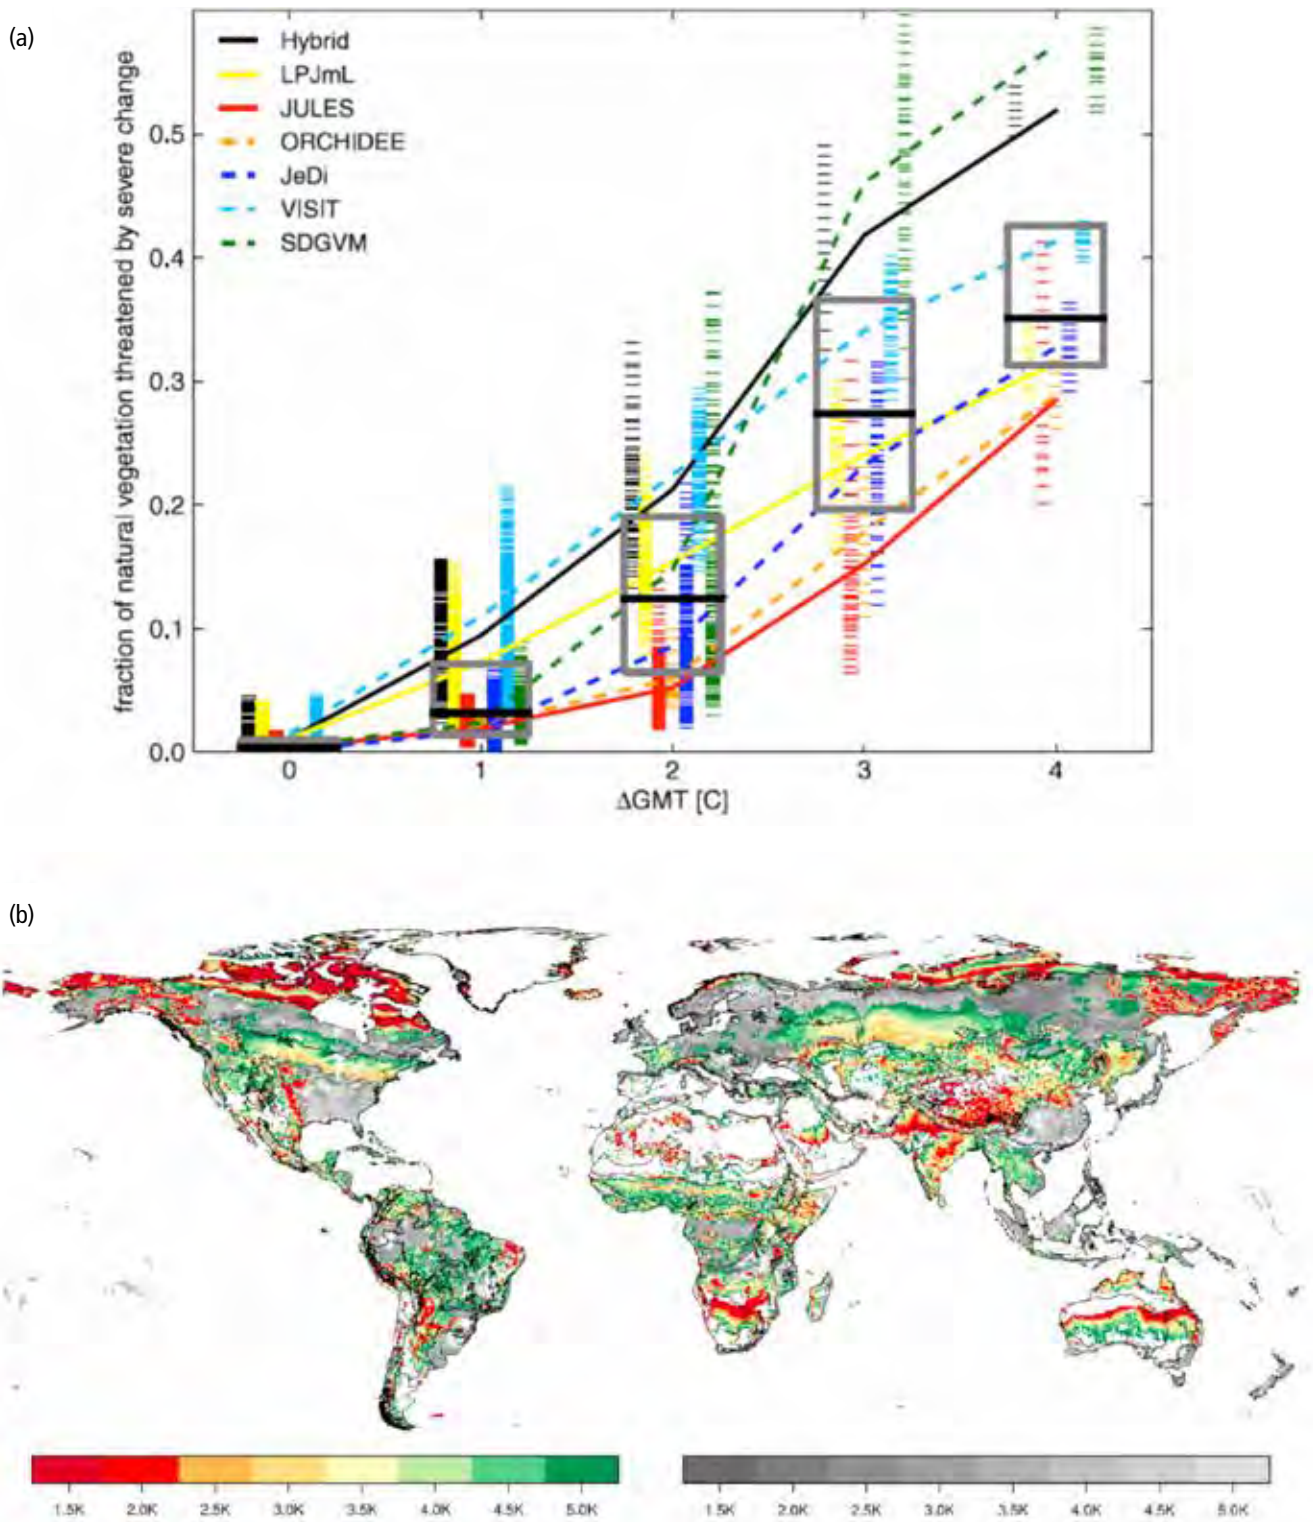 (a)
Hybrid
LPJmL
JULES
ORCHIDEE
JeDi
VISIT
SDGVM
fraction of natural vegetation threatened by severe change
0.5
0.4
0.3
0.2
0.1
0.0
0 1 2 3 4
ΔGMT [C]
(b)
1.5K 2.0K 2.5K 3.0K 3.5K 4.0K 4.5K 5.0K
1.5K 2.0K 2.5K 3.0K 3.5K 4.0K 4.5K 5.0K